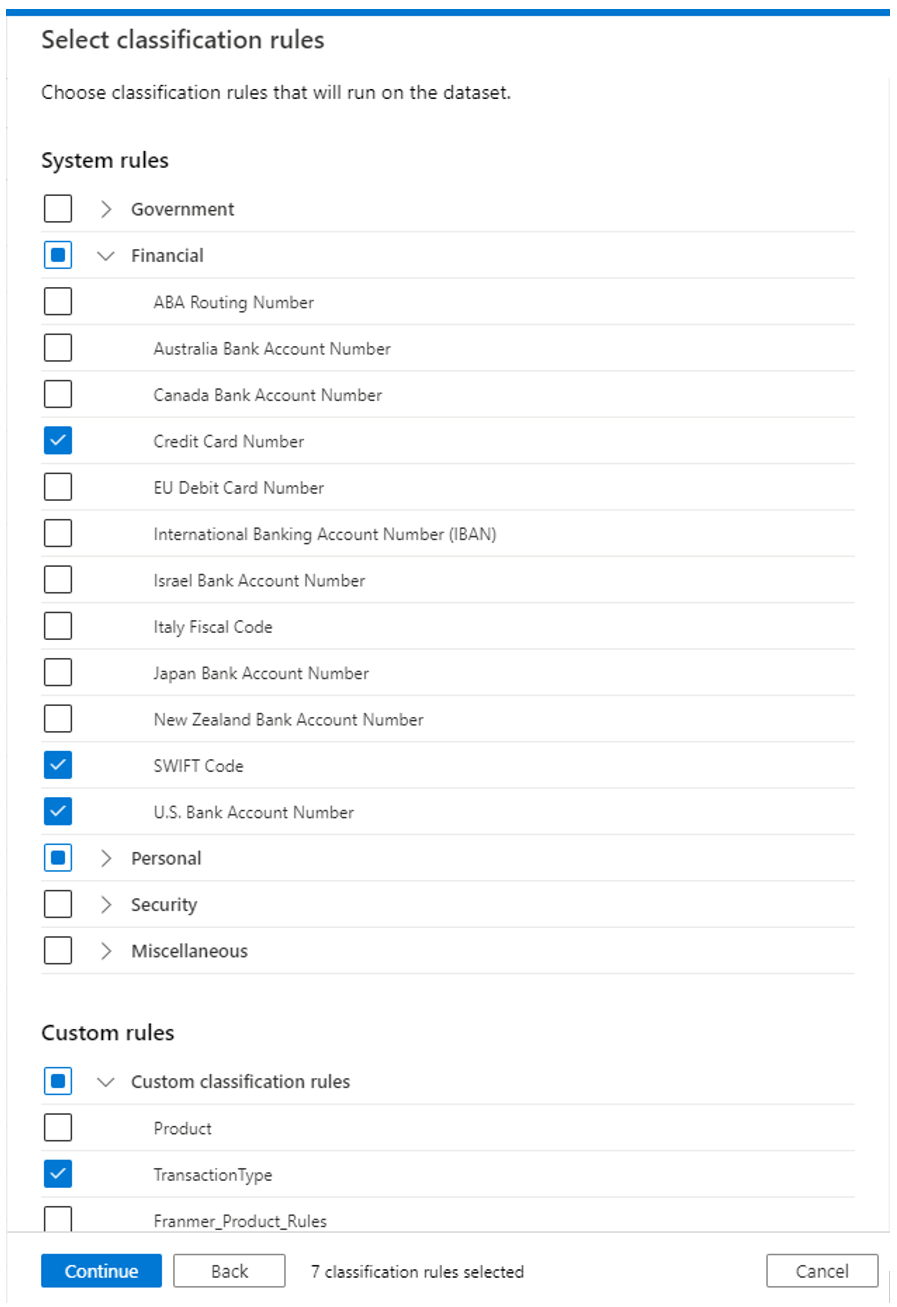 Select classification rules
Choose classification rules that will run on the dataset.
System rules
Government
Financial
ABA Routing Number
Australia Bank Account Number
Canada Bank Account Number
Credit Card Number
EU Debit Card Number
International Banking Account Number (IBAN)
Israel Bank Account Number
Italy Fiscal Code
Japan Bank Account Number
New Zealand Bank Account Number
SWIFT Code
U.S. Bank Account Number
Personal
Security
Miscellaneous
Custom rules
Custom classification rules
Product
TransactionType
Franmer_Product_Rules
Continue Back 7 classification rules selected Cancel